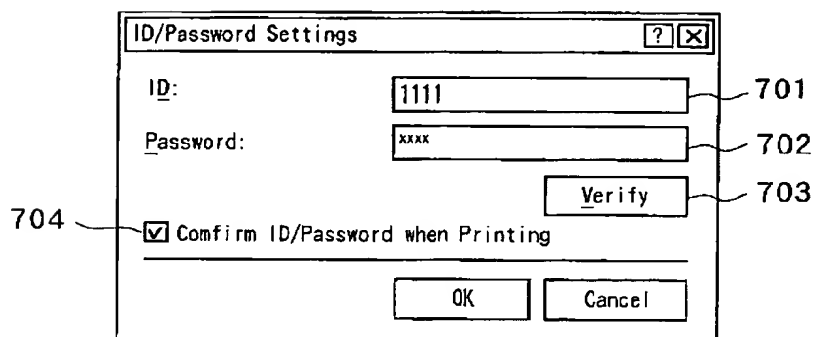 ID/Password Settings ?
ID: 1111 701
Password: xxxx 702
Verify 703
704 Comfirm ID/Password when Printing
OK Cancel